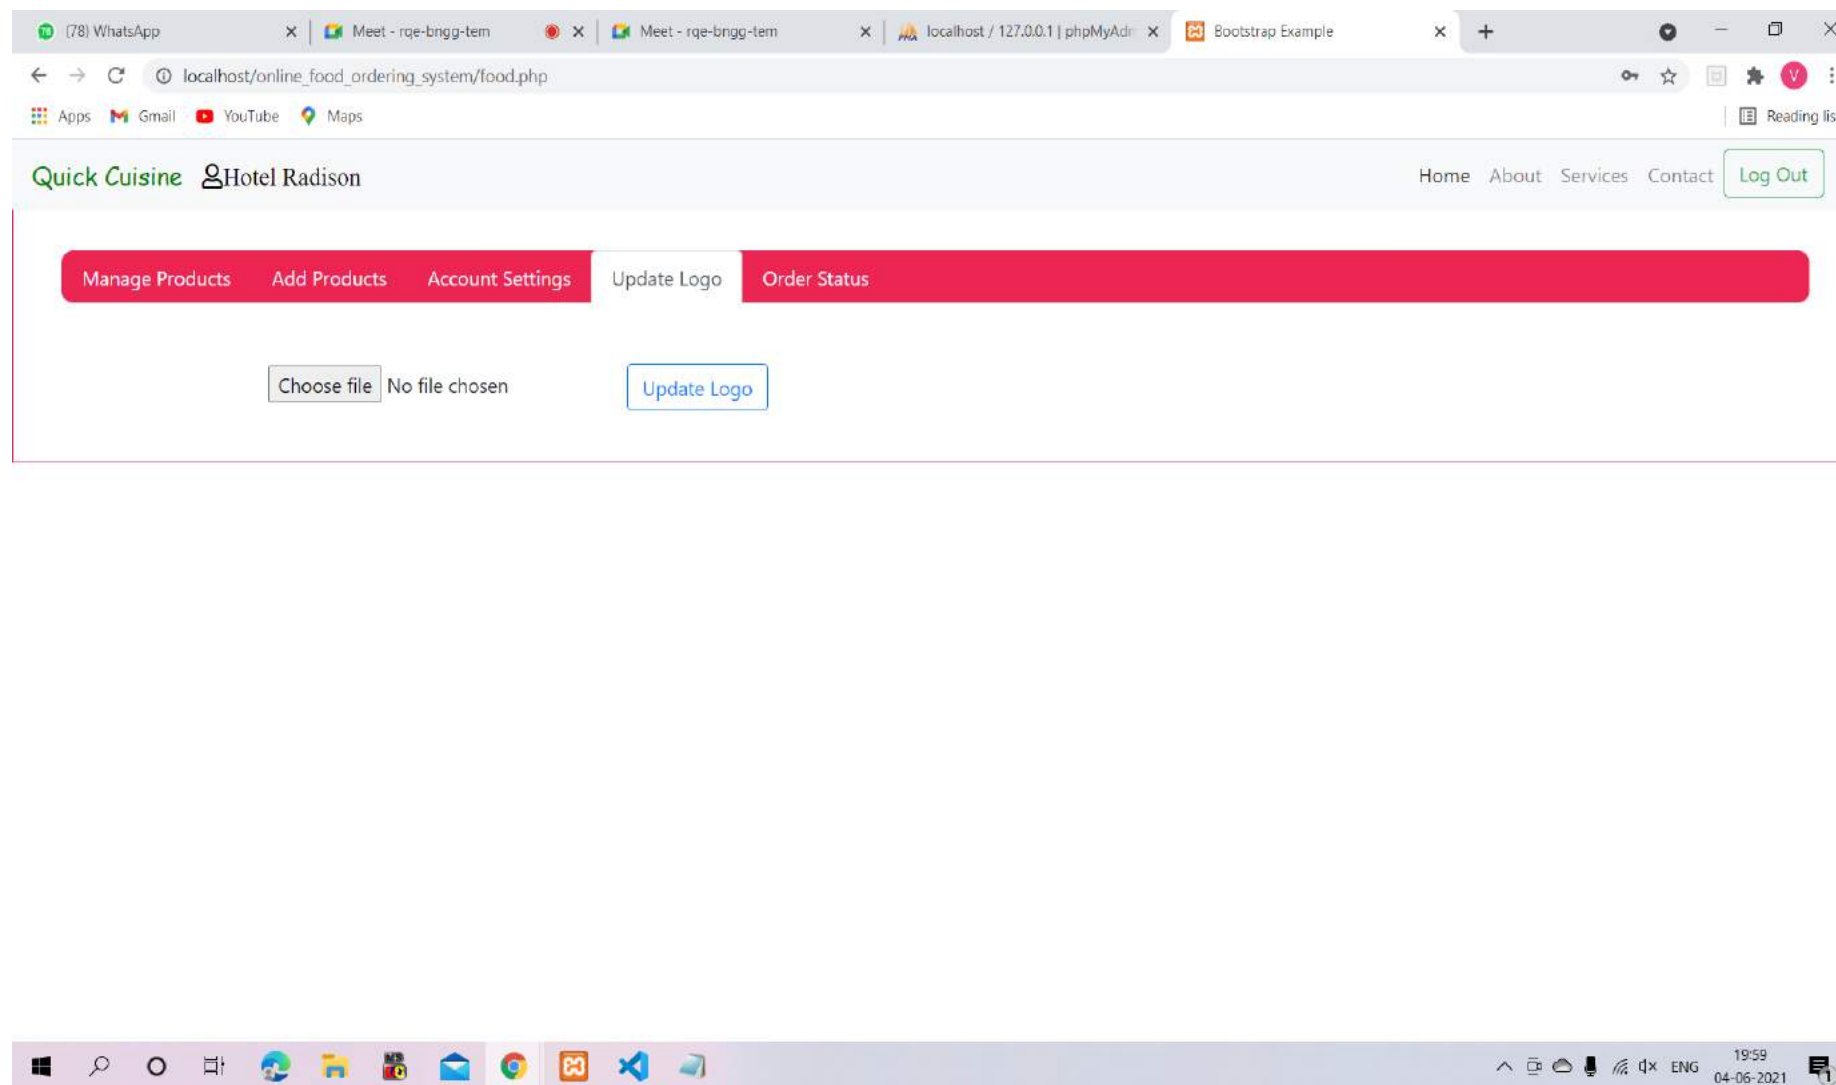 (78) WhatsApp Meet - rqe-bngg-tem Meet - rqe-bngg-tem localhost / 127.0.0.1 | phpMyAdr Bootstrap Example
localhost/online_food_ordering_system/food.php V
Apps Gmail YouTube Maps Reading lis
Quick Cuisine Hotel Radison Home About Services Contact Log Out
Manage Products Add Products Account Settings Update Logo Order Status
Choose file No file chosen Update Logo
ENG 19:59
04-06-2021 1